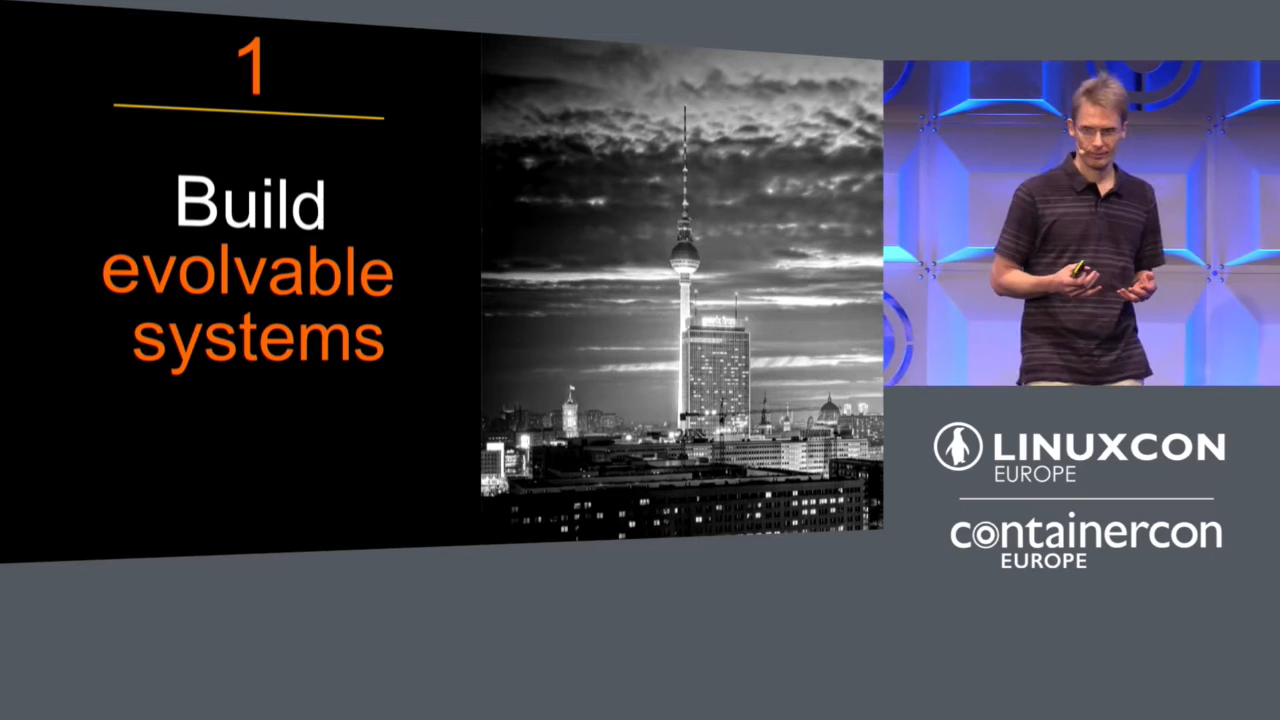 1
Build
evolvable
systems
LINUXCON
EUROPE
containercon
EUROPE